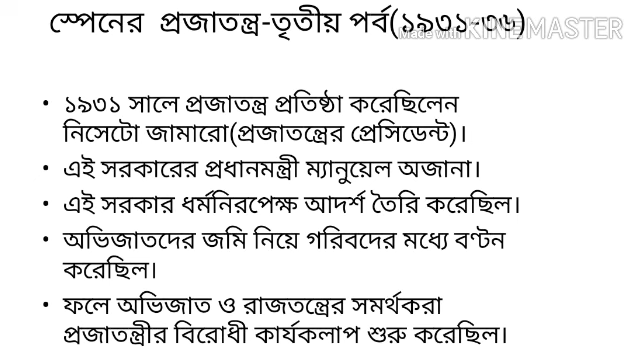 স্পেনের প্রজাতন্ত্র-তৃতীয় পর্ব(১৯৩১-৩৬)
Made with KINEMASTER
• ১৯৩১ সালে প্রজাতন্ত্র প্রতিষ্ঠা করেছিলেন
নিসেটো জামারো(প্রজাতন্ত্রের প্রেসিডেন্ট)।
• এই সরকারের প্রধানমন্ত্রী ম্যানুয়েল অজানা।
• এই সরকার ধর্মনিরপেক্ষ আদর্শ তৈরি করেছিল।
• অভিজাতদের জমি নিয়ে গরিবদের মধ্যে বণ্টন
করেছিল।
• ফলে অভিজাত ও রাজতন্ত্রের সমর্থকরা
প্রজাতন্ত্রীর বিরোধী কার্যকলাপ শুরু করেছিল।